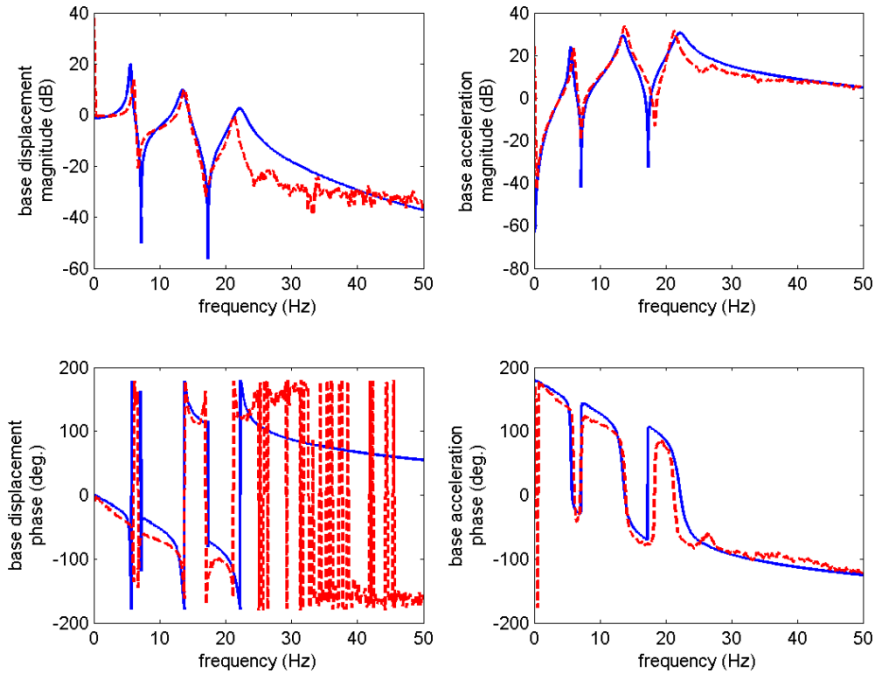 base displacement
magnitude (dB)
40
20
0
-20
-40
-60
0 10 20 30 40 50
frequency (Hz)
base acceleration
magnitude (dB)
40
20
0
-20
-40
-60
-80
0 10 20 30 40 50
frequency (Hz)
base displacement
phase (deg.)
200
100
0
-100
-200
0 10 20 30 40 50
frequency (Hz)
base acceleration
phase (deg.)
200
100
0
-100
-200
0 10 20 30 40 50
frequency (Hz)